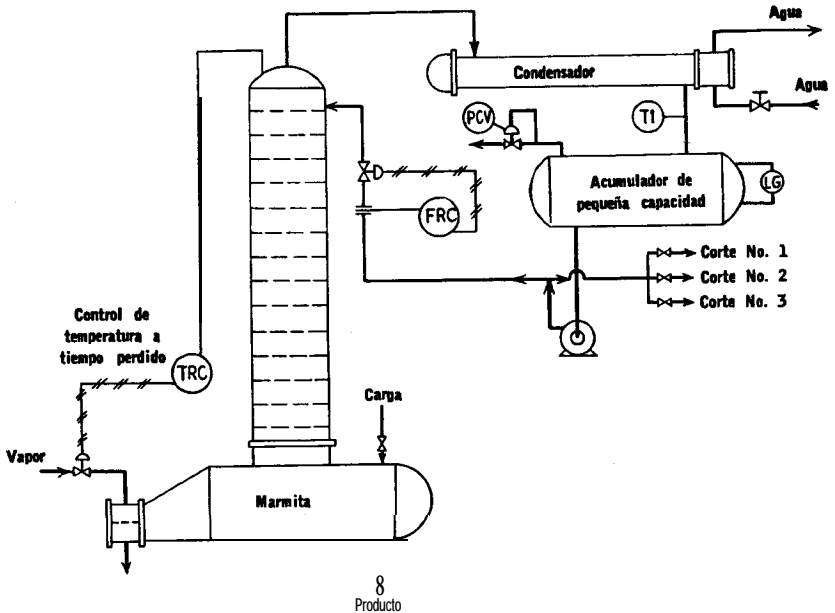 Agua
Condensador
Agua
PCV
T1
Acumulador de
pequeña capacidad
LG
FRC
Corte No. 1
Corte No. 2
Corte No. 3
Control de
temperatura a
tiempo perdido
TRC
Carga
Vapor
Marmita
8
Producto